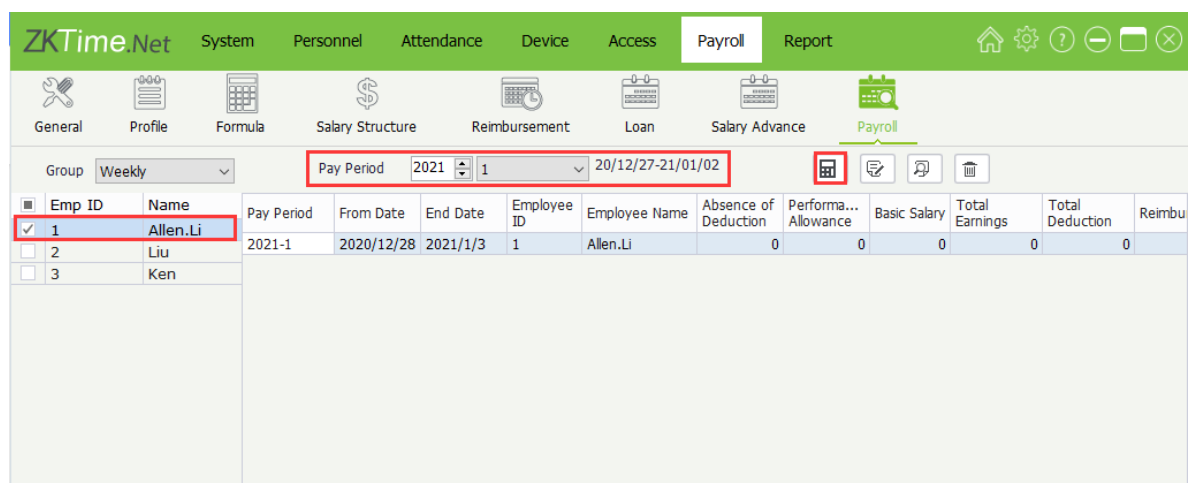 ZKTime.Net System Personnel Attendance Device Access Payroll Report
General Profile Formula Salary Structure Reimbursement Loan Salary Advance Payroll
Group Weekly Pay Period 2021 1 20/12/27-21/01/02
Emp ID Name Pay Period From Date End Date Employee ID Employee Name Absence of Deduction Performa... Allowance Basic Salary Total Earnings Total Deduction Reimbu
1 Allen.Li
2021-1 2020/12/28 2021/1/3 1 Allen.Li 0 0 0 0 0
2 Liu
3 Ken